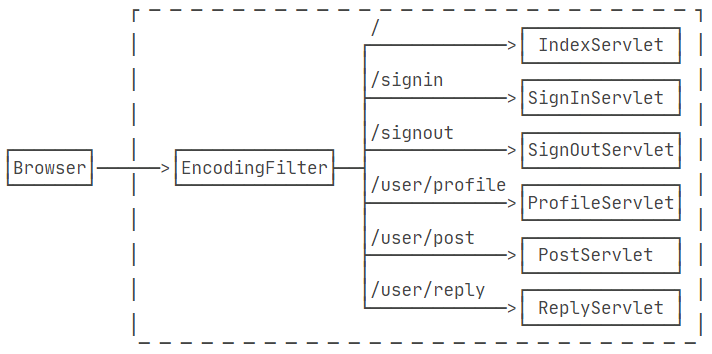 /
IndexServlet
/signin
SignInServlet
/signout
SignOutServlet
Browser
EncodingFilter
/user/profile
ProfileServlet
/user/post
PostServlet
/user/reply
ReplyServlet